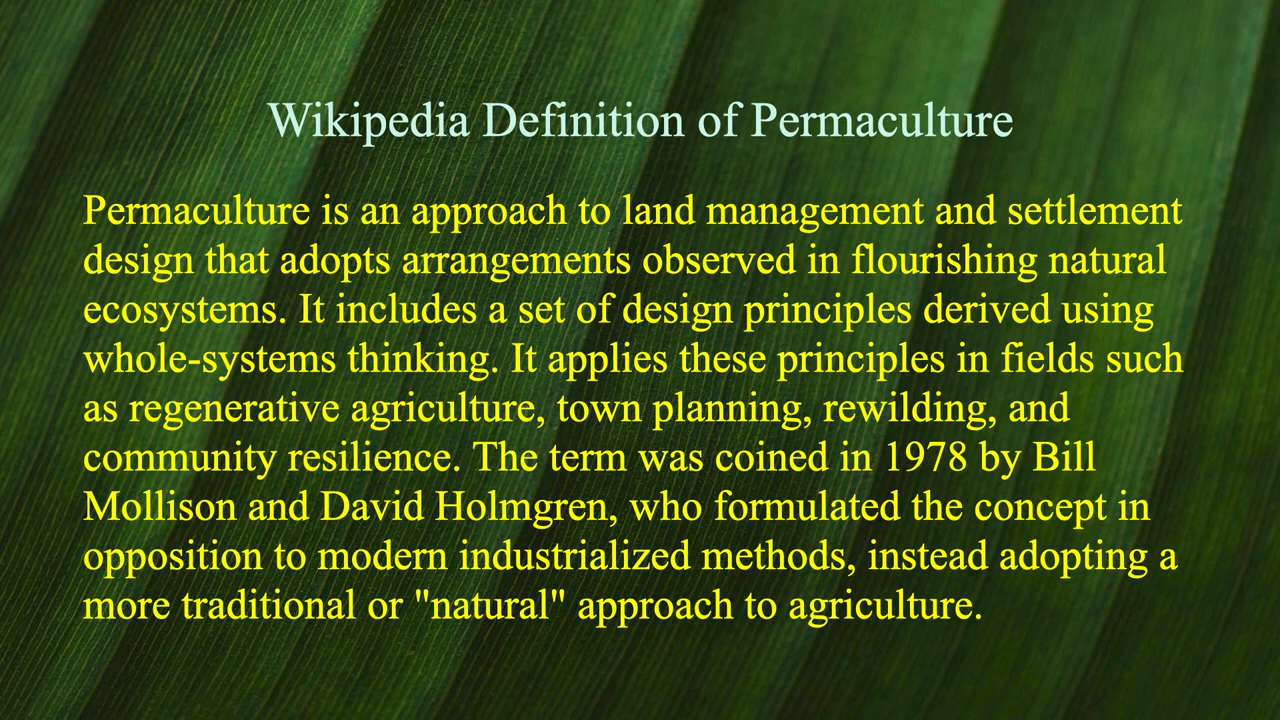 Wikipedia Definition of Permaculture
Permaculture is an approach to land management and settlement
design that adopts arrangements observed in flourishing natural
ecosystems. It includes a set of design principles derived using
whole-systems thinking. It applies these principles in fields such
as regenerative agriculture, town planning, rewilding, and
community resilience. The term was coined in 1978 by Bill
Mollison and David Holmgren, who formulated the concept in
opposition to modern industrialized methods, instead adopting a
more traditional or "natural" approach to agriculture.